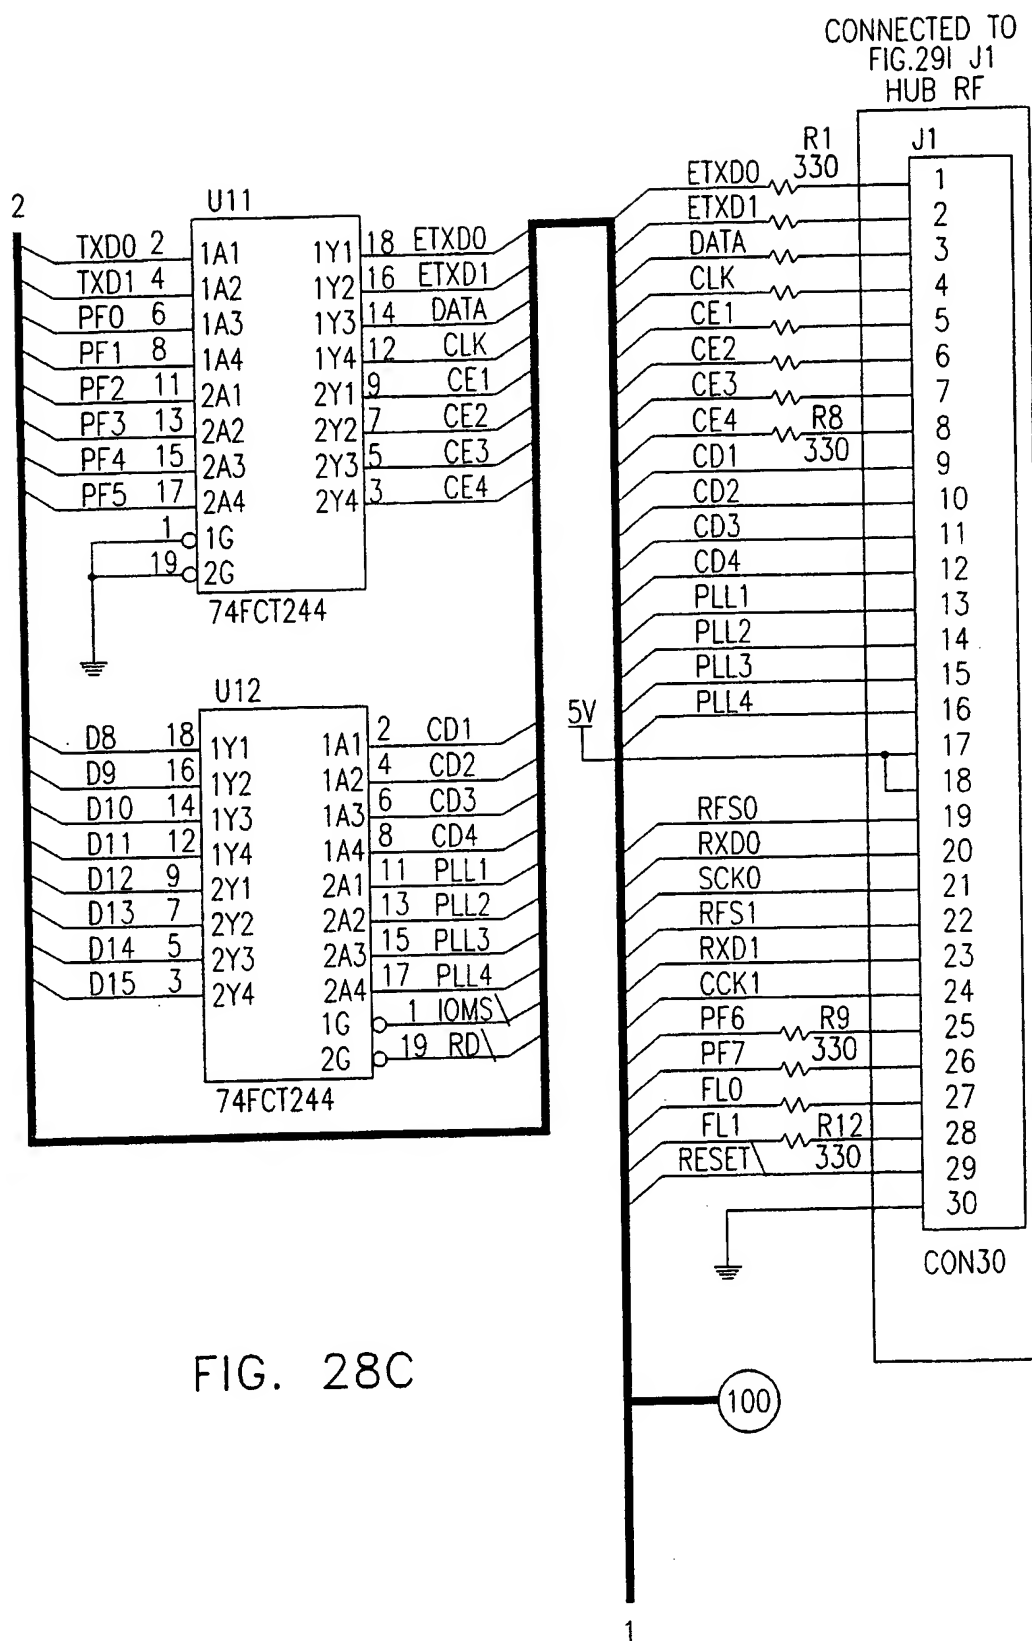 CONNECTED TO
FIG.29I J1
HUB RF
2
U11
TXD0 2 1A1 1Y1 18 ETXD0
TXD1 4 1A2 1Y2 16 ETXD1
PF0 6 1A3 1Y3 14 DATA
PF1 8 1A4 1Y4 12 CLK
PF2 11 2A1 2Y1 9 CE1
PF3 13 2A2 2Y2 7 CE2
PF4 15 2A3 2Y3 5 CE3
PF5 17 2A4 2Y4 3 CE4
1 1G
19 2G
74FCT244
U12
D8 18 1Y1 1A1 2 CD1
D9 16 1Y2 1A2 4 CD2
D10 14 1Y3 1A3 6 CD3
D11 12 1Y4 1A4 8 CD4
D12 9 2Y1 2A1 11 PLL1
D13 7 2Y2 2A2 13 PLL2
D14 5 2Y3 2A3 15 PLL3
D15 3 2Y4 2A4 17 PLL4
1G 1 IOMS\
2G 19 RD\
74FCT244
J1
R1
ETXD0 330 1
ETXD1 2
DATA 3
CLK 4
CE1 5
CE2 6
CE3 7
CE4 R8 8
330
CD1 9
CD2 10
CD3 11
CD4 12
PLL1 13
PLL2 14
PLL3 15
PLL4 16
5V 17
18
RFS0 19
RXD0 20
SCK0 21
RFS1 22
RXD1 23
CCK1 24
PF6 R9 25
330
PF7 26
FL0 27
FL1 R12 28
330
RESET\ 29
30
CON30
FIG. 28C
100
1